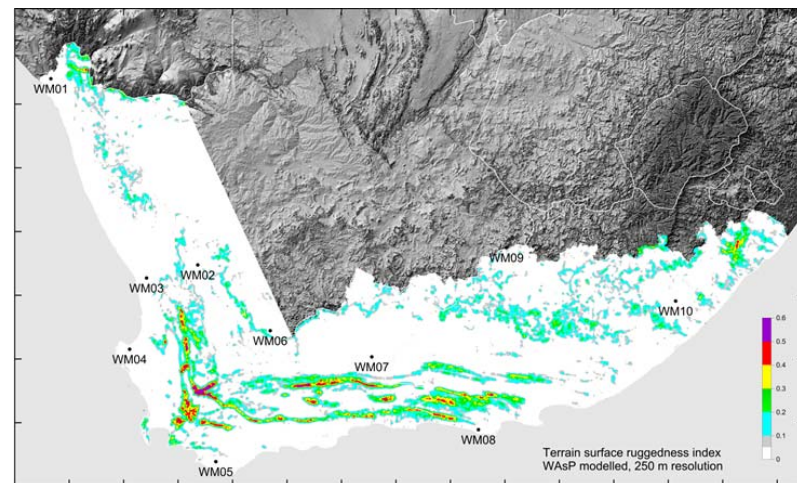 WM01
WM09
WM02
WM03
WM10
0.6
0.5
0.4
0.3
0.2
0.1
0
WM06
WM04
WM07
WM08
WM05
Terrain surface ruggedness index
WAsP modelled, 250 m resolution